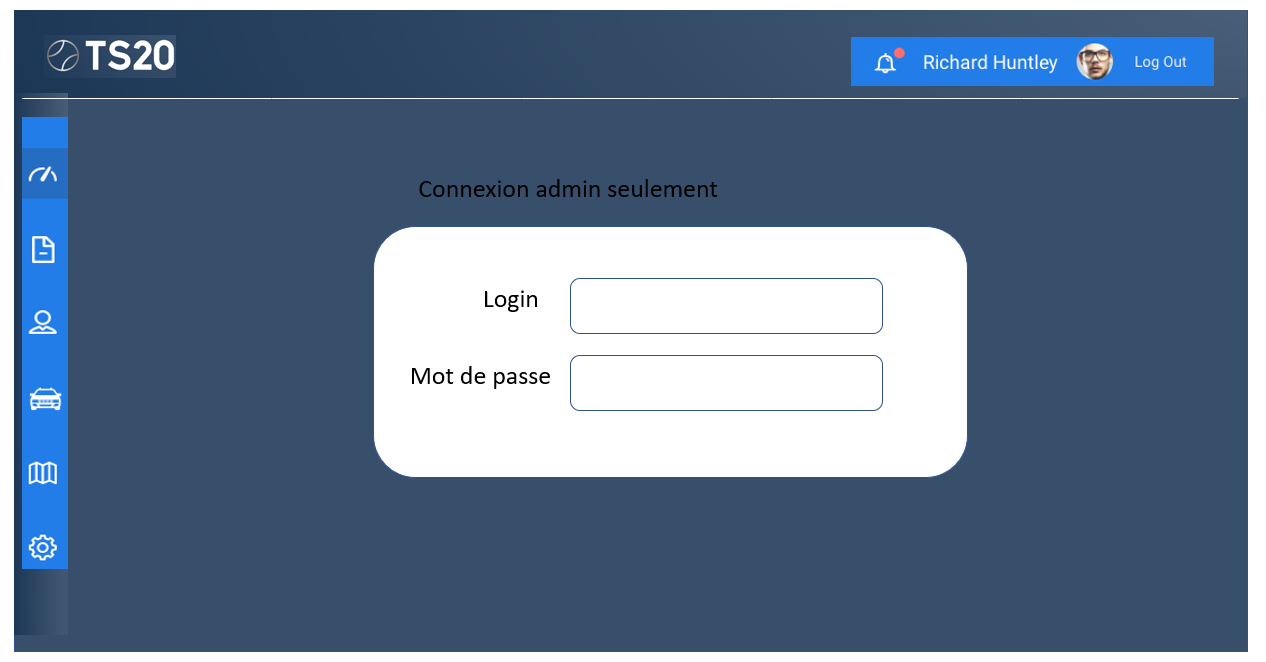 TS20
Richard Huntley
Log Out
Connexion admin seulement
Login
Mot de passe